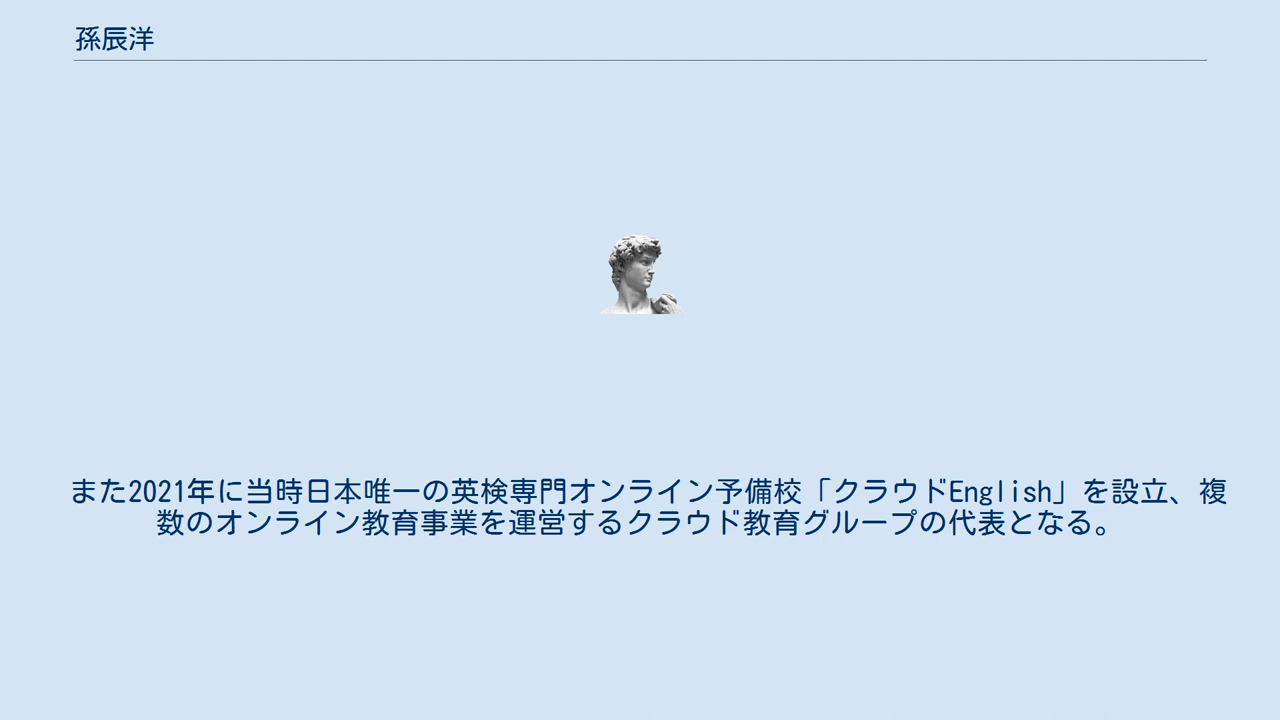 孫辰洋
また2021年に当時日本唯一の英検専門オンライン予備校「クラウドEnglish」を設立、複
数のオンライン教育事業を運営するクラウド教育グループの代表となる。